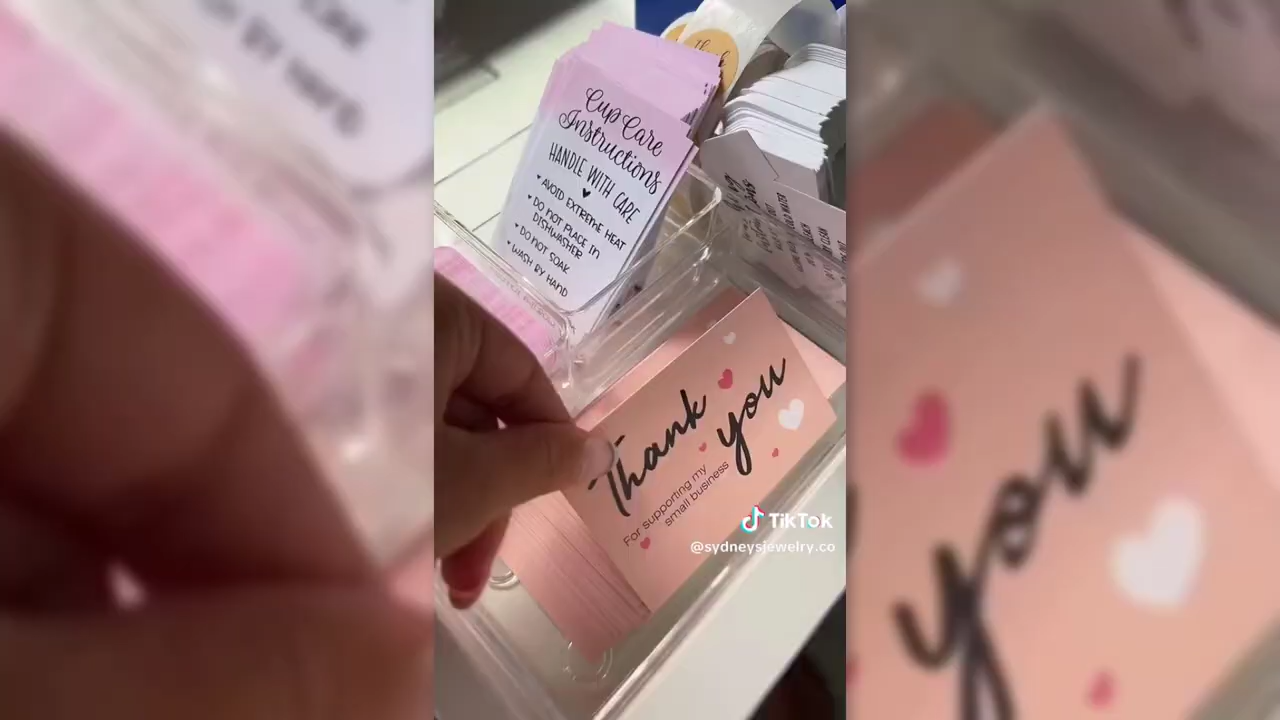 Cup Care
Instructions
HANDLE WITH CARE
♥
♥ AVOID EXTREME HEAT
♥ DO NOT PLACE IN
DISHWASHER
♥ DO NOT SOAK
♥ WASH BY HAND
Thank
you
For supporting my
small business
TikTok
@sydneysjewelry.co
you